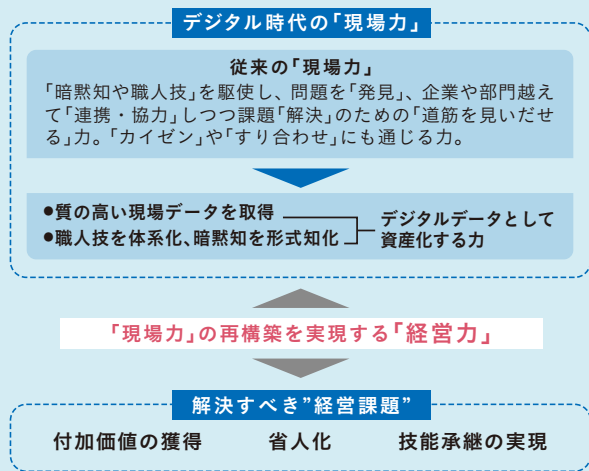 デジタル時代の「現場力」
従来の「現場力」
「暗黙知や職人技」を駆使し、問題を「発見」、企業や部門越え
て「連携・協力」しつつ課題「解決」のための「道筋を見いだせ
る」力。「カイゼン」や「すり合わせ」にも通じる力。
●質の高い現場データを取得
●職人技を体系化、暗黙知を形式知化
デジタルデータとして
資産化する力
「現場力」の再構築を実現する「経営力」
解決すべき"経営課題"
付加価値の獲得 省人化 技能承継の実現